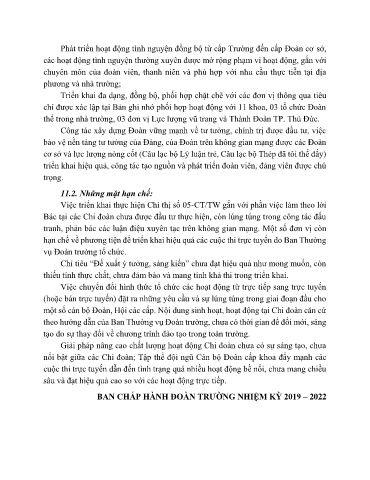 Phát triển hoạt động tình nguyện đồng bộ từ cấp Trường đến cấp Đoàn cơ sở,
các hoạt động tình nguyện thường xuyên được mở rộng phạm vi hoạt động, gắn với
chuyên môn của đoàn viên, thanh niên và phù hợp với nhu cầu thực tiễn tại địa
phương và nhà trường;
Triển khai đa dạng, đồng bộ, phối hợp chặt chẽ với các đơn vị thông qua tiêu
chí được xác lập tại Bản ghi nhớ phối hợp hoạt động với 11 khoa, 03 tổ chức Đoàn
thể trong nhà trường, 03 đơn vị Lực lượng vũ trang và Thành Đoàn TP. Thủ Đức.
Công tác xây dựng Đoàn vững mạnh về tư tưởng, chính trị được đầu tư, việc
bảo vệ nền tảng tư tưởng của Đảng, của Đoàn trên không gian mạng được các Đoàn
cơ sở và lực lượng nòng cốt (Câu lạc bộ Lý luận trẻ, Câu lạc bộ Thép đã tôi thế đấy)
triển khai hiệu quả, công tác tạo nguồn và phát triển đoàn viên, đảng viên được chú
trọng.
11.2. Những mặt hạn chế:
Việc triển khai thực hiện Chỉ thị số 05-CT/TW gắn với phần việc làm theo lời
Bác tại các Chi đoàn chưa được đầu tư thực hiện, còn lúng túng trong công tác đấu
tranh, phản bác các luận điệu xuyên tạc trên không gian mạng. Một số đơn vị còn
hạn chế về phương tiện để triển khai hiệu quả các cuộc thi trực tuyến do Ban Thường
vụ Đoàn trường tổ chức.
Chỉ tiêu “Đề xuất ý tưởng, sáng kiến” chưa đạt hiệu quả như mong muốn, còn
thiếu tính thực chất, chưa đảm bảo và mang tính khả thi trong triển khai.
Việc chuyển đổi hình thức tổ chức các hoạt động từ trực tiếp sang trực tuyến
(hoặc bán trực tuyến) đặt ra những yêu cầu và sự lúng túng trong giai đoạn đầu cho
một số cán bộ Đoàn, Hội các cấp. Nội dung sinh hoạt, hoạt động tại Chi đoàn căn cứ
theo hướng dẫn của Ban Thường vụ Đoàn trường, chưa có thời gian để đổi mới, sáng
tạo do sự thay đổi về chương trình đào tạo trong toàn trường.
Giải pháp nâng cao chất lượng hoạt động Chi đoàn chưa có sự sáng tạo, chưa
nổi bật giữa các Chi đoàn; Tập thể đội ngũ Cán bộ Đoàn cấp khoa đẩy mạnh các
cuộc thi trực tuyến dẫn đến tình trạng quá nhiều hoạt động bề nổi, chưa mang chiều
sâu và đạt hiệu quả cao so với các hoạt động trực tiếp.
BAN CHẤP HÀNH ĐOÀN TRƯỜNG NHIỆM KỲ 2019 – 2022